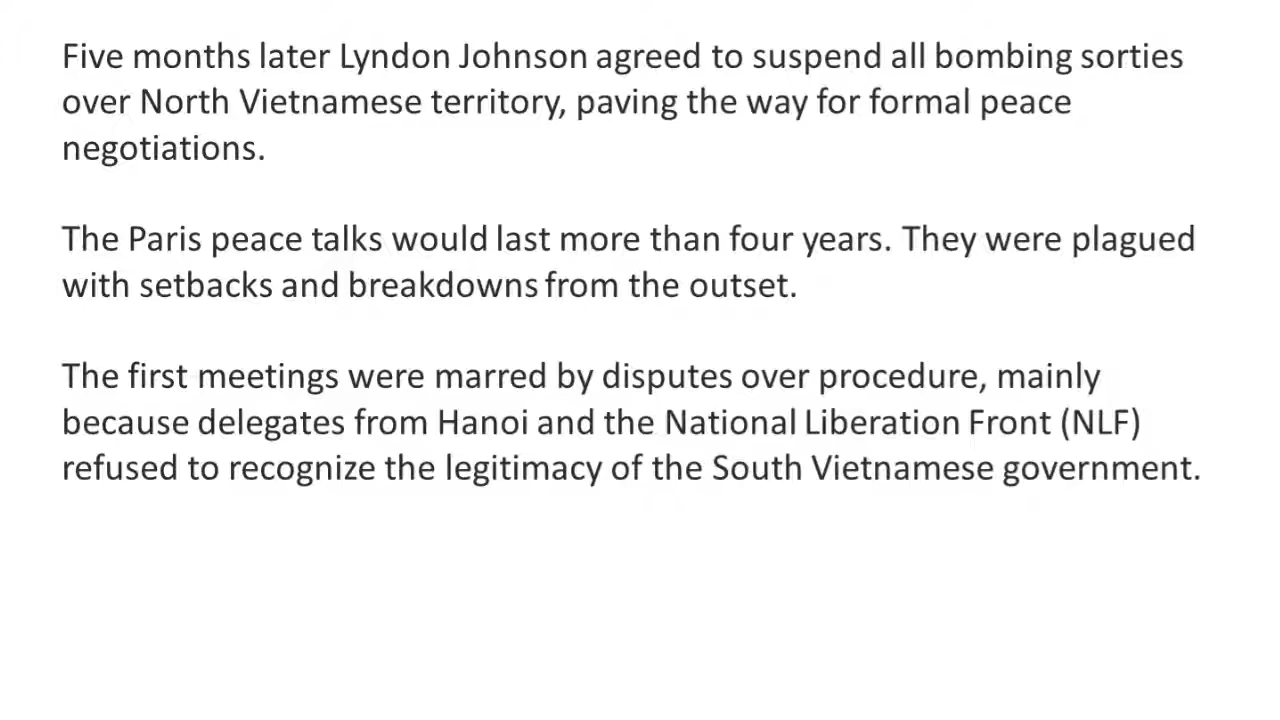 Five months later Lyndon Johnson agreed to suspend all bombing sorties
over North Vietnamese territory, paving the way for formal peace
negotiations.
The Paris peace talks would last more than four years. They were plagued
with setbacks and breakdowns from the outset.
The first meetings were marred by disputes over procedure, mainly
because delegates from Hanoi and the National Liberation Front (NLF)
refused to recognize the legitimacy of the South Vietnamese government.